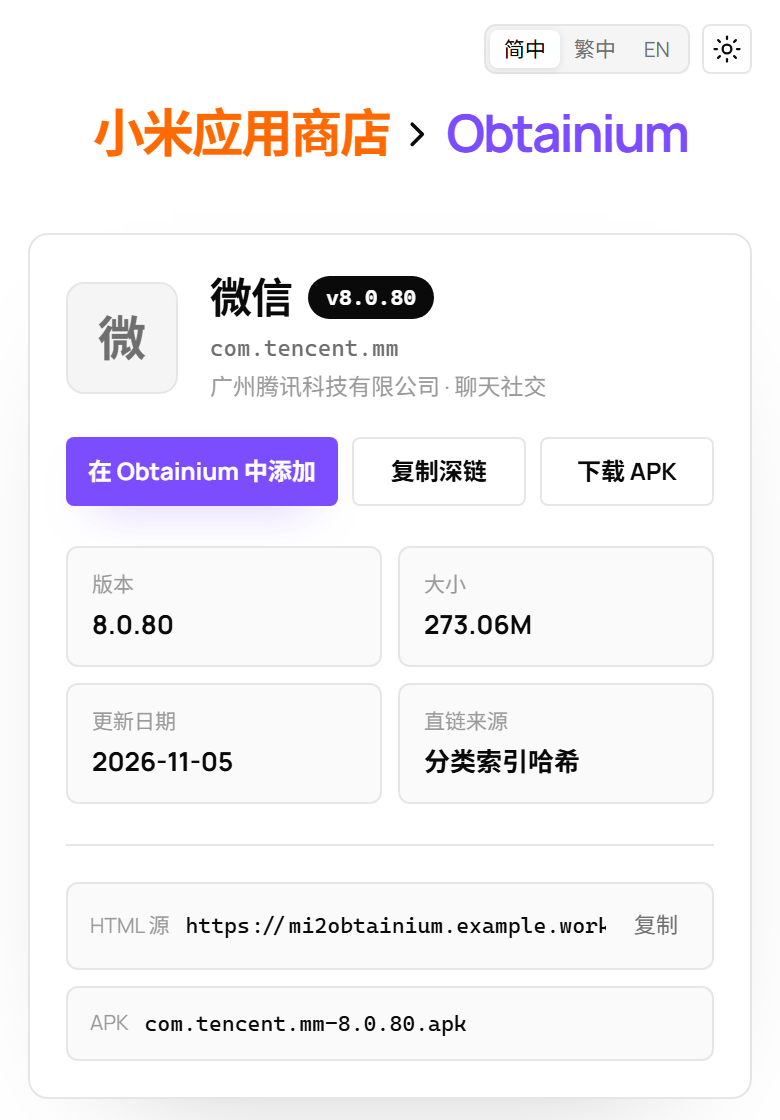 简中 繁中 EN
小米应用商店 › Obtainium
微
微信 v8.0.80
com.tencent.mm
广州腾讯科技有限公司 · 聊天社交
在 Obtainium 中添加 复制深链 下载 APK
版本 大小
8.0.80 273.06M
更新日期 直链来源
2026-11-05 分类索引哈希
HTML 源 https://mi2obtainium.example.work 复制
APK com.tencent.mm-8.0.80.apk